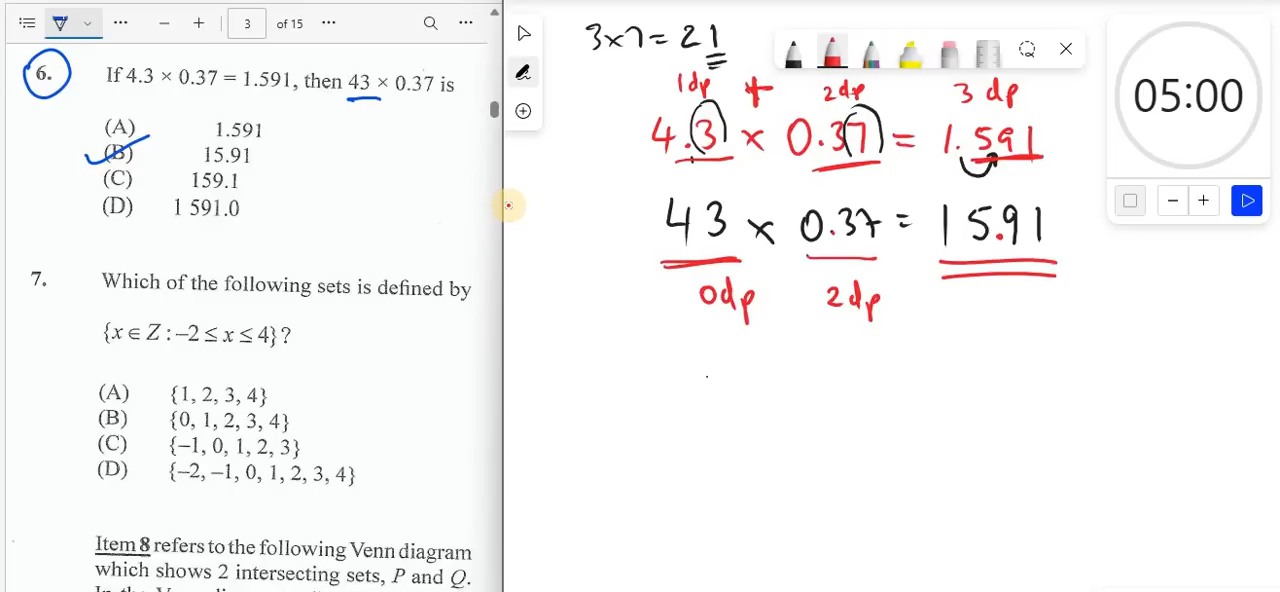 3 of 15
6. If 4.3 × 0.37 = 1.591, then 43 × 0.37 is
(A) 1.591
(B) 15.91
(C) 159.1
(D) 1 591.0
7. Which of the following sets is defined by
{x ∈ Z : −2 ≤ x ≤ 4}?
(A) {1, 2, 3, 4}
(B) {0, 1, 2, 3, 4}
(C) {−1, 0, 1, 2, 3}
(D) {−2, −1, 0, 1, 2, 3, 4}
Item 8 refers to the following Venn diagram
which shows 2 intersecting sets, P and Q.
3 x 7 = 21
1dp + 2dp 3 dp
4.3 x 0.37 = 1.591
43 x 0.37 = 15.91
0dp 2dp
05:00